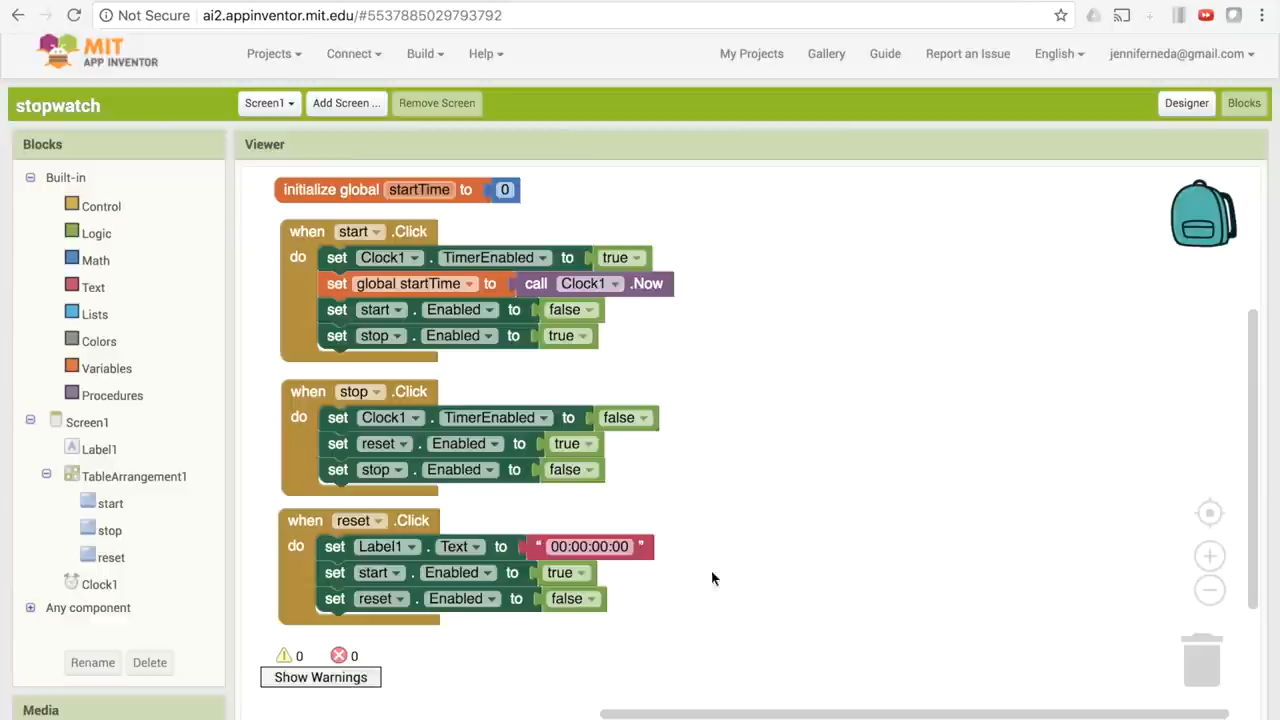 Not Secure ai2.appinventor.mit.edu/#5537885029793792
MIT
APP INVENTOR
Projects Connect Build Help My Projects Gallery Guide Report an Issue English jenniferneda@gmail.com
stopwatch Screen1 Add Screen ... Remove Screen Designer Blocks
Blocks
Viewer
Built-in
Control
Logic
Math
Text
Lists
Colors
Variables
Procedures
Screen1
Label1
TableArrangement1
start
stop
reset
Clock1
Any component
Rename Delete
Media
initialize global startTime to 0
when start .Click
do set Clock1 . TimerEnabled to true
set global startTime to call Clock1 .Now
set start . Enabled to false
set stop . Enabled to true
when stop .Click
do set Clock1 . TimerEnabled to false
set reset . Enabled to true
set stop . Enabled to false
when reset .Click
do set Label1 . Text to “ 00:00:00:00 ”
set start . Enabled to true
set reset . Enabled to false
0 0
Show Warnings